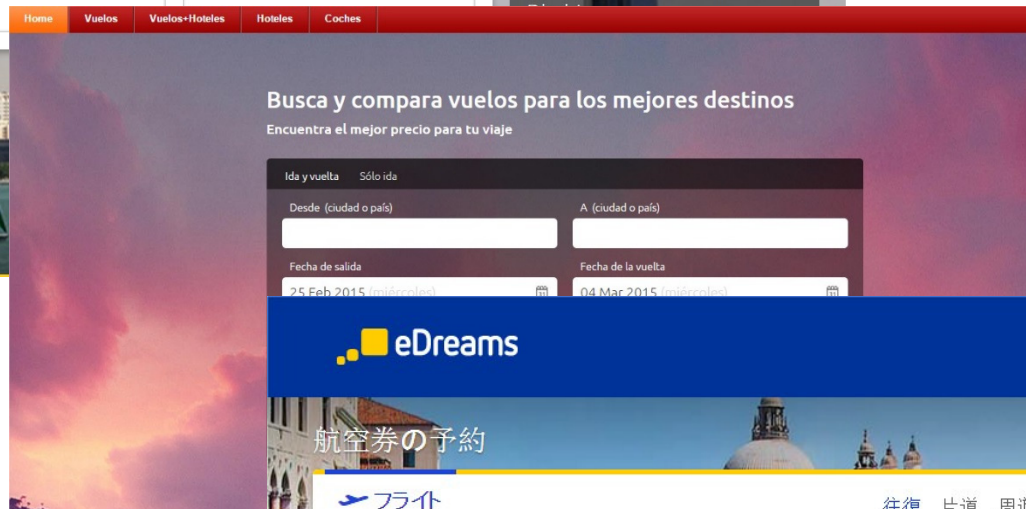 Home Vuelos Vuelos+Hoteles Hoteles Coches
Busca y compara vuelos para los mejores destinos
Encuentra el mejor precio para tu viaje
Ida y vuelta Sólo ida
Desde (ciudad o país) A (ciudad o país)
Fecha de salida Fecha de la vuelta
25 Feb 2015 (miércoles) 04 Mar 2015 (miércoles)
eDreams
航空券の予約
フライト 往復 片道 周遊